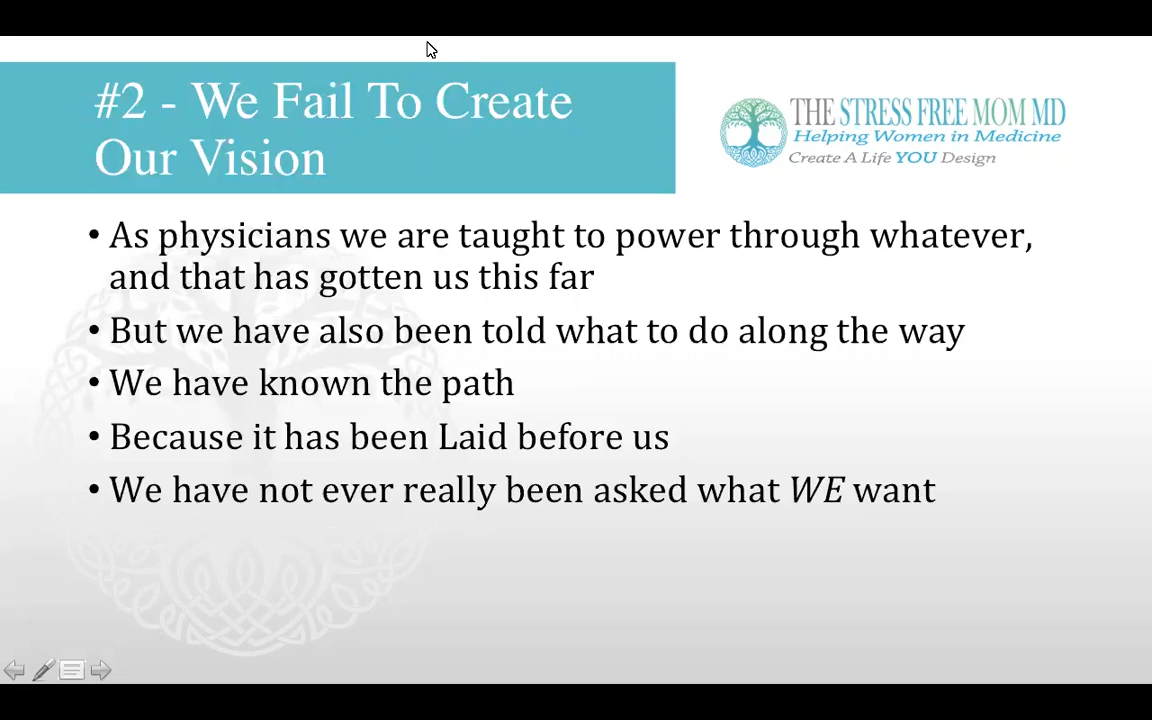 #2 - We Fail To Create
Our Vision
THE STRESS FREE MOM MD
Helping Women in Medicine
Create A Life YOU Design
• As physicians we are taught to power through whatever,
and that has gotten us this far
• But we have also been told what to do along the way
• We have known the path
• Because it has been Laid before us
• We have not ever really been asked what WE want